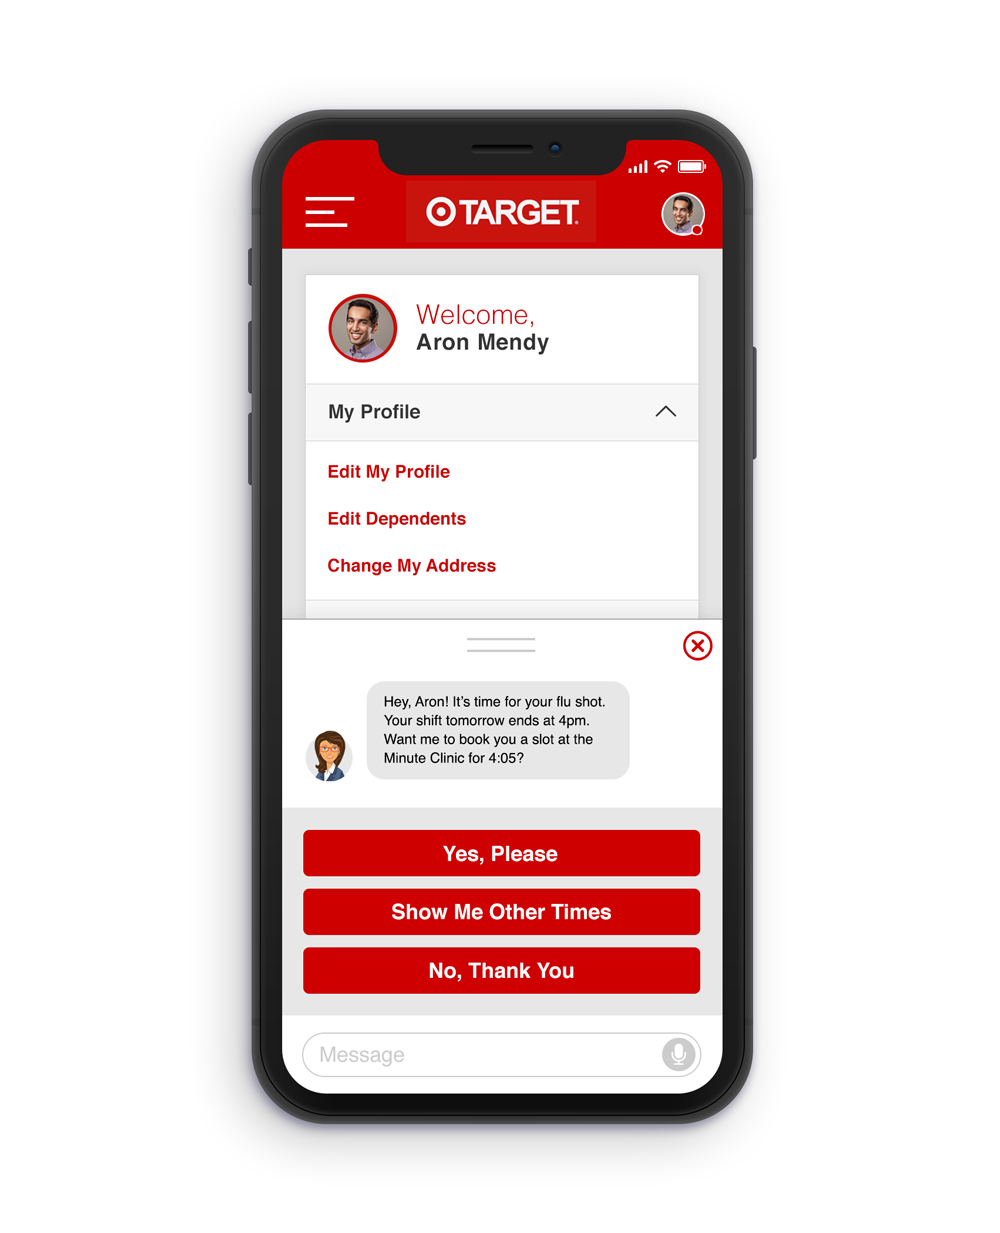 TARGET
Welcome,
Aron Mendy
My Profile
Edit My Profile
Edit Dependents
Change My Address
Hey, Aron! It's time for your flu shot.
Your shift tomorrow ends at 4pm.
Want me to book you a slot at the
Minute Clinic for 4:05?
Yes, Please
Show Me Other Times
No, Thank You
Message